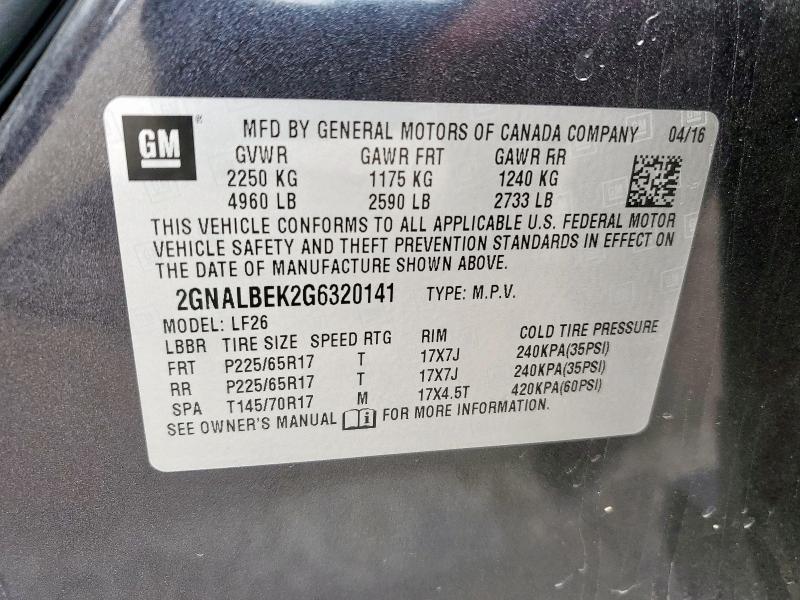 GM ® MFD BY GENERAL MOTORS OF CANADA COMPANY 04/16
GVWR GAWR FRT GAWR RR
2250 KG 1175 KG 1240 KG
4960 LB 2590 LB 2733 LB
THIS VEHICLE CONFORMS TO ALL APPLICABLE U.S. FEDERAL MOTOR
VEHICLE SAFETY AND THEFT PREVENTION STANDARDS IN EFFECT ON
THE DATE OF MANUFACTURE SHOWN ABOVE.
2GNALBEK2G6320141 TYPE: M.P.V.
MODEL: LF26
LBBR TIRE SIZE SPEED RTG RIM COLD TIRE PRESSURE
FRT P225/65R17 T 17X7J 240KPA(35PSI)
RR P225/65R17 T 17X7J 240KPA(35PSI)
SPA T145/70R17 M 17X4.5T 420KPA(60PSI)
SEE OWNER'S MANUAL FOR MORE INFORMATION.